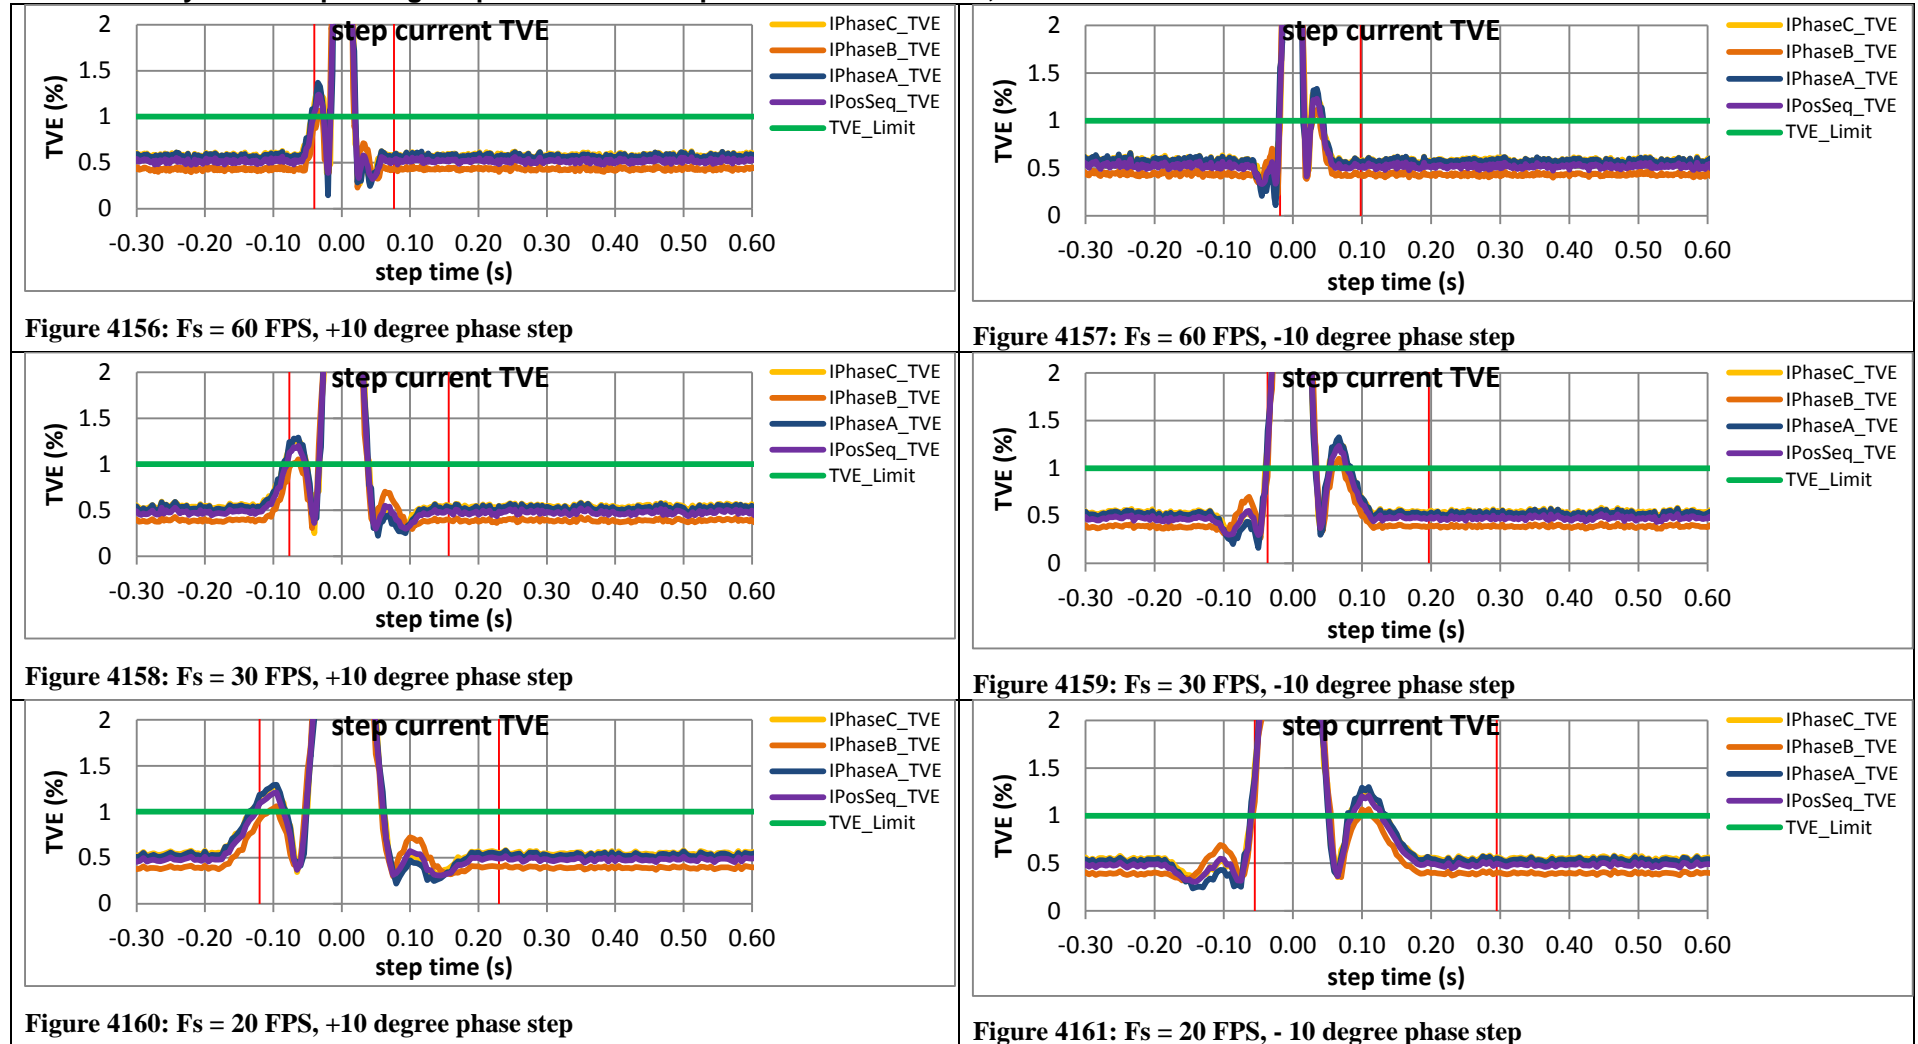 step current TVE
2
1.5
1
0.5
0
TVE (%)
-0.30 -0.20 -0.10 0.00 0.10 0.20 0.30 0.40 0.50 0.60
step time (s)
IPhaseC_TVE
IPhaseB_TVE
IPhaseA_TVE
IPosSeq_TVE
TVE_Limit
Figure 4156: Fs = 60 FPS, +10 degree phase step
step current TVE
2
1.5
1
0.5
0
TVE (%)
-0.30 -0.20 -0.10 0.00 0.10 0.20 0.30 0.40 0.50 0.60
step time (s)
IPhaseC_TVE
IPhaseB_TVE
IPhaseA_TVE
IPosSeq_TVE
TVE_Limit
Figure 4157: Fs = 60 FPS, -10 degree phase step
step current TVE
2
1.5
1
0.5
0
TVE (%)
-0.30 -0.20 -0.10 0.00 0.10 0.20 0.30 0.40 0.50 0.60
step time (s)
IPhaseC_TVE
IPhaseB_TVE
IPhaseA_TVE
IPosSeq_TVE
TVE_Limit
Figure 4158: Fs = 30 FPS, +10 degree phase step
step current TVE
2
1.5
1
0.5
0
TVE (%)
-0.30 -0.20 -0.10 0.00 0.10 0.20 0.30 0.40 0.50 0.60
step time (s)
IPhaseC_TVE
IPhaseB_TVE
IPhaseA_TVE
IPosSeq_TVE
TVE_Limit
Figure 4159: Fs = 30 FPS, -10 degree phase step
step current TVE
2
1.5
1
0.5
0
TVE (%)
-0.30 -0.20 -0.10 0.00 0.10 0.20 0.30 0.40 0.50 0.60
step time (s)
IPhaseC_TVE
IPhaseB_TVE
IPhaseA_TVE
IPosSeq_TVE
TVE_Limit
Figure 4160: Fs = 20 FPS, +10 degree phase step
step current TVE
2
1.5
1
0.5
0
TVE (%)
-0.30 -0.20 -0.10 0.00 0.10 0.20 0.30 0.40 0.50 0.60
step time (s)
IPhaseC_TVE
IPhaseB_TVE
IPhaseA_TVE
IPosSeq_TVE
TVE_Limit
Figure 4161: Fs = 20 FPS, - 10 degree phase step